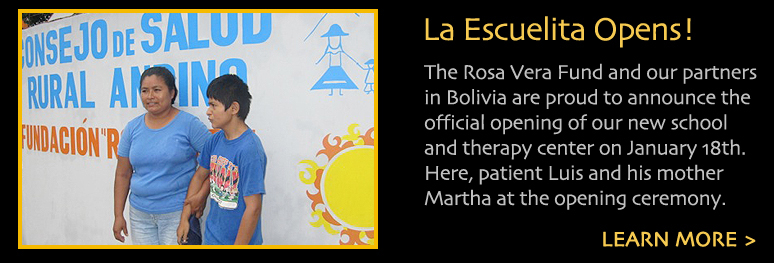 CONSEJO DE SALUD
RURAL ANDINO
FUNDACIÓN "R
La Escuelita Opens!
The Rosa Vera Fund and our partners
in Bolivia are proud to announce the
official opening of our new school
and therapy center on January 18th.
Here, patient Luis and his mother
Martha at the opening ceremony.
LEARN MORE >